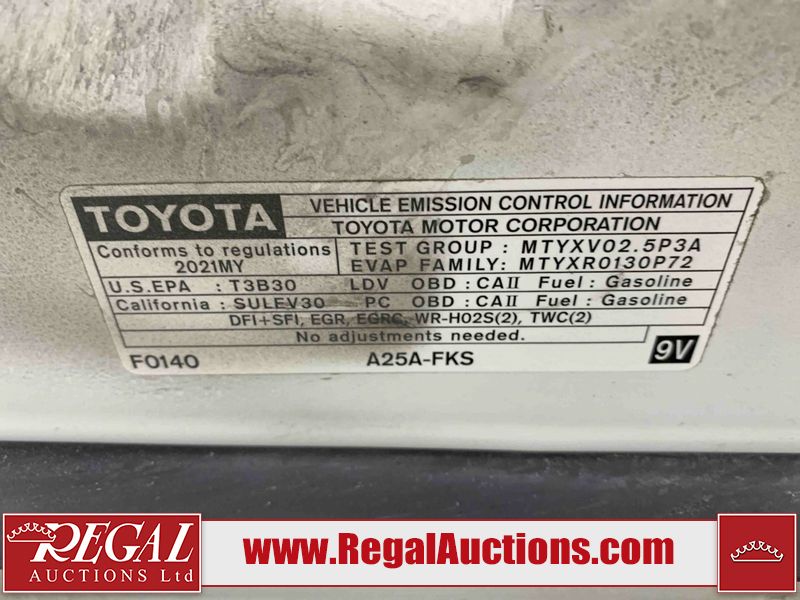 TOYOTA VEHICLE EMISSION CONTROL INFORMATION
TOYOTA MOTOR CORPORATION
Conforms to regulations TEST GROUP : MTYXV02.5P3A
2021MY EVAP FAMILY: MTYXR0130P72
U.S.EPA : T3B30 LDV OBD : CAII Fuel : Gasoline
California : SULEV30 PC OBD : CAII Fuel : Gasoline
DFI+SFI, EGR, EGRC, WR-HO2S(2), TWC(2)
No adjustments needed.
F0140 A25A-FKS 9V
REGAL
AUCTIONS Ltd
www.RegalAuctions.com